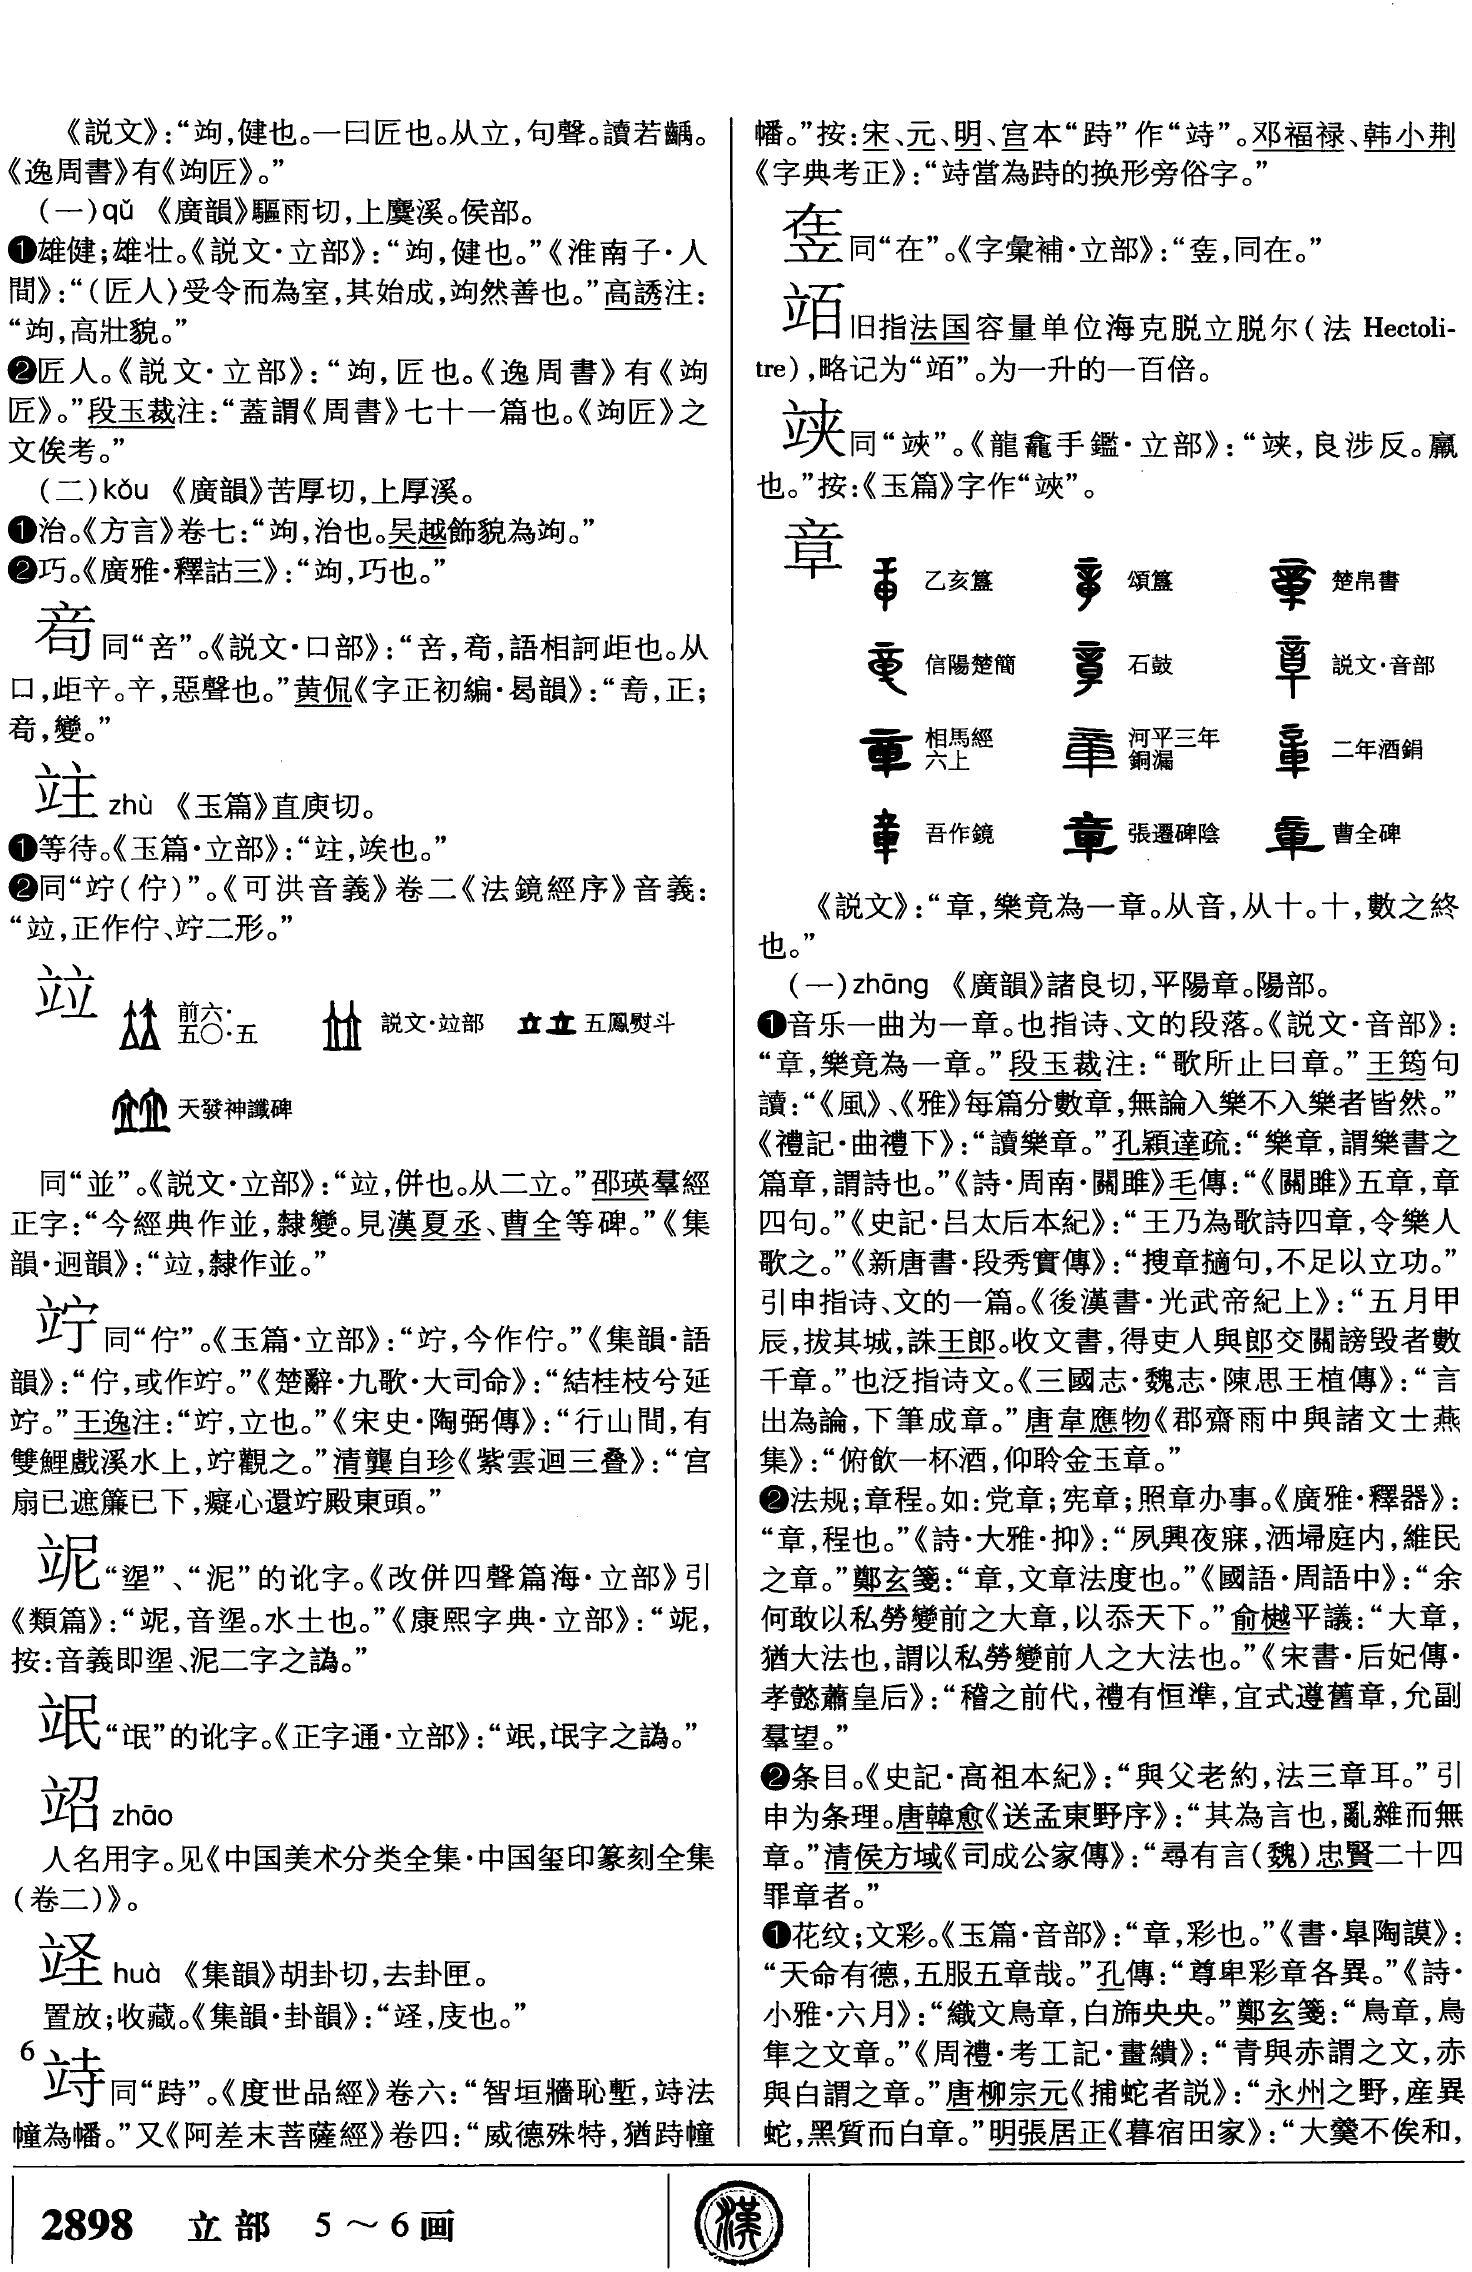 《説文》：“竘，健也。一曰匠也。从立，句聲。讀若齲。
《逸周書》有《竘匠》。”
（一）qǔ 《廣韻》驅雨切，上麌溪。侯部。
❶雄健；雄壮。《説文·立部》：“竘，健也。”《淮南子·人
間》：“（匠人）受令而為室，其始成，竘然善也。”高誘注：
“竘，高壯貌。”
❷匠人。《説文·立部》：“竘，匠也。《逸周書》有《竘
匠》。”段玉裁注：“蓋謂《周書》七十一篇也。《竘匠》之
文俟考。”
（二）kǒu 《廣韻》苦厚切，上厚溪。
❶治。《方言》卷七：“竘，治也。吴越飾貌為竘。”
❷巧。《廣雅·釋詁三》：“竘，巧也。”
同“咅”。《説文·口部》：“咅，語相訶歫也。从
口，歫䇂。䇂，惡聲也。”黄侃《字正初編·曷韻》：“，正；
，變。”
竚 zhù 《玉篇》直庾切。
❶等待。《玉篇·立部》：“，竢也。”
❷同“竚（佇）”。《可洪音義》卷二《法鏡經序》音義：
“竝，正作佇、竚二形。”
竝
前六·
五〇·五
説文·竝部
五鳳熨斗
天發神讖碑
同“並”。《説文·立部》：“竝，併也。从二立。”邵瑛羣經
正字：“今經典作並，隸變。見漢夏丞、曹全等碑。”《集
韻·迥韻》：“竝，隸作並。”
竚同“佇”。《玉篇·立部》：“竚，今作佇。”《集韻·語
韻》：“佇，或作竚。”《楚辭·九歌·大司命》：“結桂枝兮延
竚。”王逸注：“竚，立也。”《宋史·陶弼傳》：“行山間，有
雙鯉戲溪水上，竚觀之。”清龔自珍《紫雲迴三叠》：“宫
扇已遮簾已下，癡心還竚殿東頭。”
竌“埿”、“泥”的讹字。《改併四聲篇海·立部》引
《類篇》：“，音埿。水土也。”《康熙字典·立部》：“，
按：音義即埿、泥二字之譌。”
“氓”的讹字。《正字通·立部》：“，氓字之譌。”
㕚 zhāo
人名用字。见《中国美术分类全集·中国玺印篆刻全集
（卷二）》。
huà 《集韻》胡卦切，去卦匣。
置放；收藏。《集韻·卦韻》：“，庋也。”
6
䇁同“跱”。《度世品經》卷六：“智垣牆恥塹，法
幢為幡。”又《阿差末菩薩經》卷四：“威德殊特，猶跱幢
幡。”按：宋、元、明、宫本“跱”作“”。邓福禄、韩小荆
《字典考正》：“當為跱的换形旁俗字。”
同“在”。《字彙補·立部》：“，同在。”
竡旧指法国容量单位海克脱立脱尔（法 Hectoli-
tre），略记为“竡”。为一升的一百倍。
同“䇲”。《龍龕手鑑·立部》：“，良涉反。羸
也。”按：《玉篇》字作“”。
章
乙亥簋
頌簋
楚帛書
信陽楚簡
石鼓
説文·音部
相馬經
六上
河平三年
銅漏
二年酒鋗
吾作鏡
張遷碑陰
曹全碑
《説文》：“章，樂竟為一章。从音，从十。十，數之終
也。”
（一）zhāng 《廣韻》諸良切，平陽章。陽部。
❶音乐一曲为一章。也指诗、文的段落。《説文·音部》：
“章，樂竟為一章。”段玉裁注：“歌所止曰章。”王筠句
讀：“《風》、《雅》每篇分數章，無論入樂不入樂者皆然。”
《禮記·曲禮下》：“讀樂章。”孔穎達疏：“樂章，謂樂書之
篇章，謂詩也。”《詩·周南·關雎》毛傳：“《關雎》五章，章
四句。”《史記·吕太后本紀》：“王乃為歌詩四章，令樂人
歌之。”《新唐書·段秀實傳》：“搜章擿句，不足以立功。”
引申指诗、文的一篇。《後漢書·光武帝紀上》：“五月甲
辰，拔其城，誅王郎。收文書，得吏人與郎交關謗毁者數
千章。”也泛指诗文。《三國志·魏志·陳思王植傳》：“言
出為論，下筆成章。”唐韋應物《郡齋雨中與諸文士燕
集》：“俯飲一杯酒，仰聆金玉章。”
❷法规；章程。如：党章；宪章；照章办事。《廣雅·釋器》：
“章，程也。”《詩·大雅·抑》：“夙興夜寐，洒埽庭内，維民
之章。”鄭玄箋：“章，文章法度也。”《國語·周語中》：“余
何敢以私勞變前之大章，以忝天下。”俞樾平議：“大章，
猶大法也，謂以私勞變前人之大法也。”《宋書·后妃傳·
孝懿蕭皇后》：“稽之前代，禮有恒準，宜式遵舊章，允副
羣望。”
❷条目。《史記·高祖本紀》：“與父老約，法三章耳。”引
申为条理。唐韓愈《送孟東野序》：“其為言也，亂雜而無
章。”清侯方域《司成公家傳》：“尋有言（魏）忠賢二十四
罪章者。”
❶花纹；文彩。《玉篇·音部》：“章，彩也。”《書·皋陶謨》：
“天命有德，五服五章哉。”孔傳：“尊卑彩章各異。”《詩·
小雅·六月》：“織文鳥章，白斾央央。”鄭玄箋：“鳥章，鳥
隼之文章。”《周禮·考工記·畫繢》：“青與赤謂之文，赤
與白謂之章。”唐柳宗元《捕蛇者説》：“永州之野，産異
蛇，黑質而白章。”明張居正《暮宿田家》：“大羹不俟和，
2898 立部 5～6画
漢